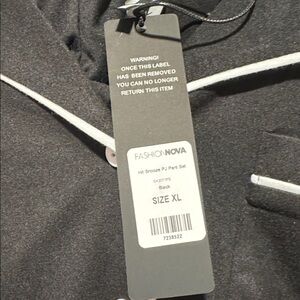 WARNING!
ONCE THIS LABEL
HAS BEEN REMOVED
YOU CAN NO LONGER
RETURN THIS ITEM
FASHIONNOVA
Hit Snooze PJ Pant Set
Black
SIZE XL
7238522